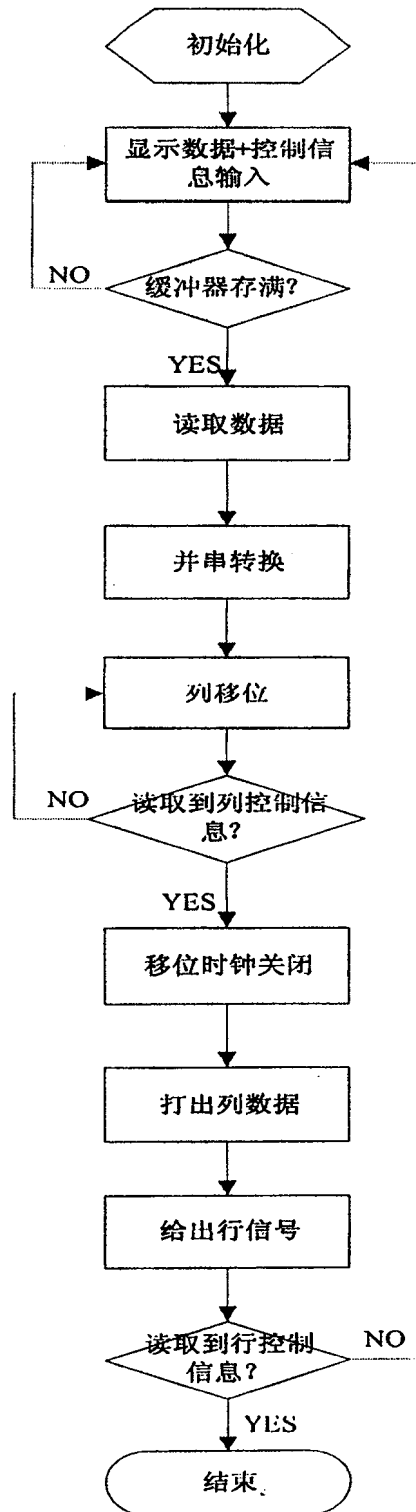 初始化
显示数据+控制信
息输入
NO
缓冲器存满?
YES
读取数据
并串转换
列移位
NO
读取到列控制信
息?
YES
移位时钟关闭
打出列数据
给出行信号
读取到行控制
信息?
NO
YES
结束